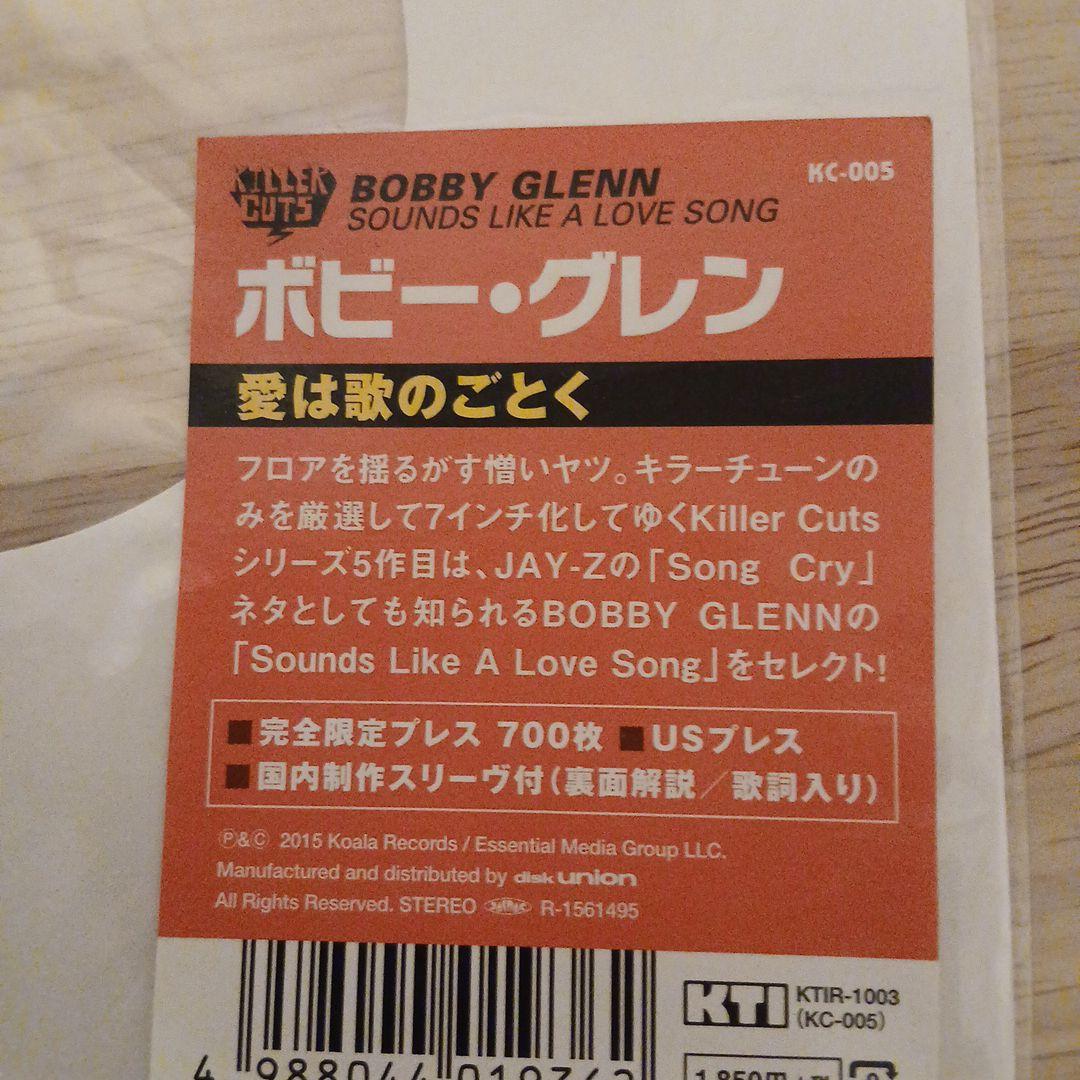 KILLER CUTS
BOBBY GLENN
KC-005
SOUNDS LIKE A LOVE SONG
ボビー・グレン
愛は歌のごとく
フロアを揺るがす憎いヤツ。キラーチューンの
みを厳選して7インチ化してゆくKiller Cuts
シリーズ5作目は、JAY-Zの「Song Cry」
ネタとしても知られるBOBBY GLENNの
「Sounds Like A Love Song」をセレクト!
■完全限定プレス 700枚 ■USプレス
■国内制作スリーヴ付(裏面解説/歌詞入り)
Ⓟ&Ⓒ 2015 Koala Records / Essential Media Group LLC.
Manufactured and distributed by disk union
All Rights Reserved. STEREO
R-1561495
KTI
KTIR-1003
(KC-005)
4 988044 019362